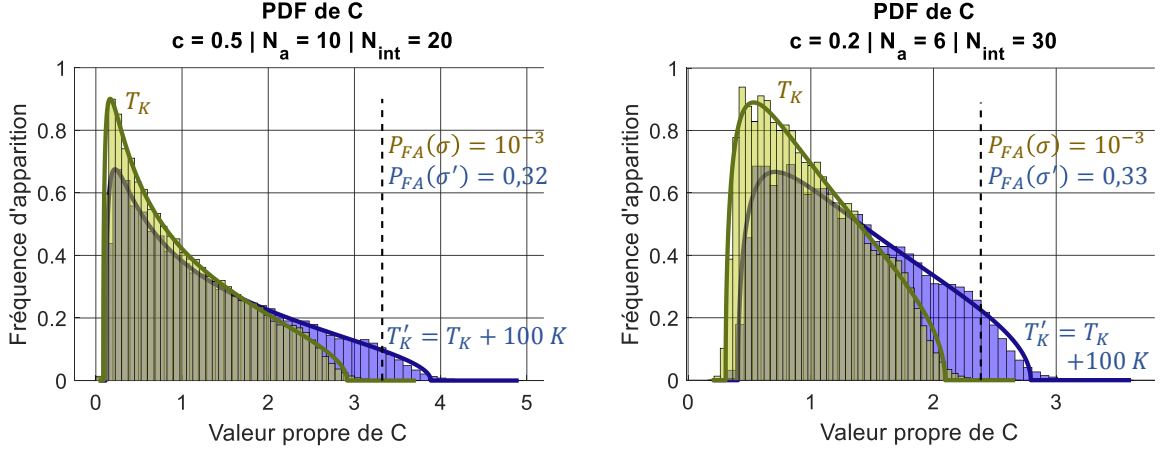 PDF de C
c = 0.5 | N_a = 10 | N_int = 20
1
0.8
0.6
0.4
0.2
0
0
1
2
3
4
5
Fréquence d'apparition
Valeur propre de C
T_K
P_FA(σ) = 10^-3
P_FA(σ') = 0,32
T'_K = T_K + 100 K
PDF de C
c = 0.2 | N_a = 6 | N_int = 30
1
0.8
0.6
0.4
0.2
0
0
1
2
3
Fréquence d'apparition
Valeur propre de C
T_K
P_FA(σ) = 10^-3
P_FA(σ') = 0,33
T'_K = T_K
+100 K